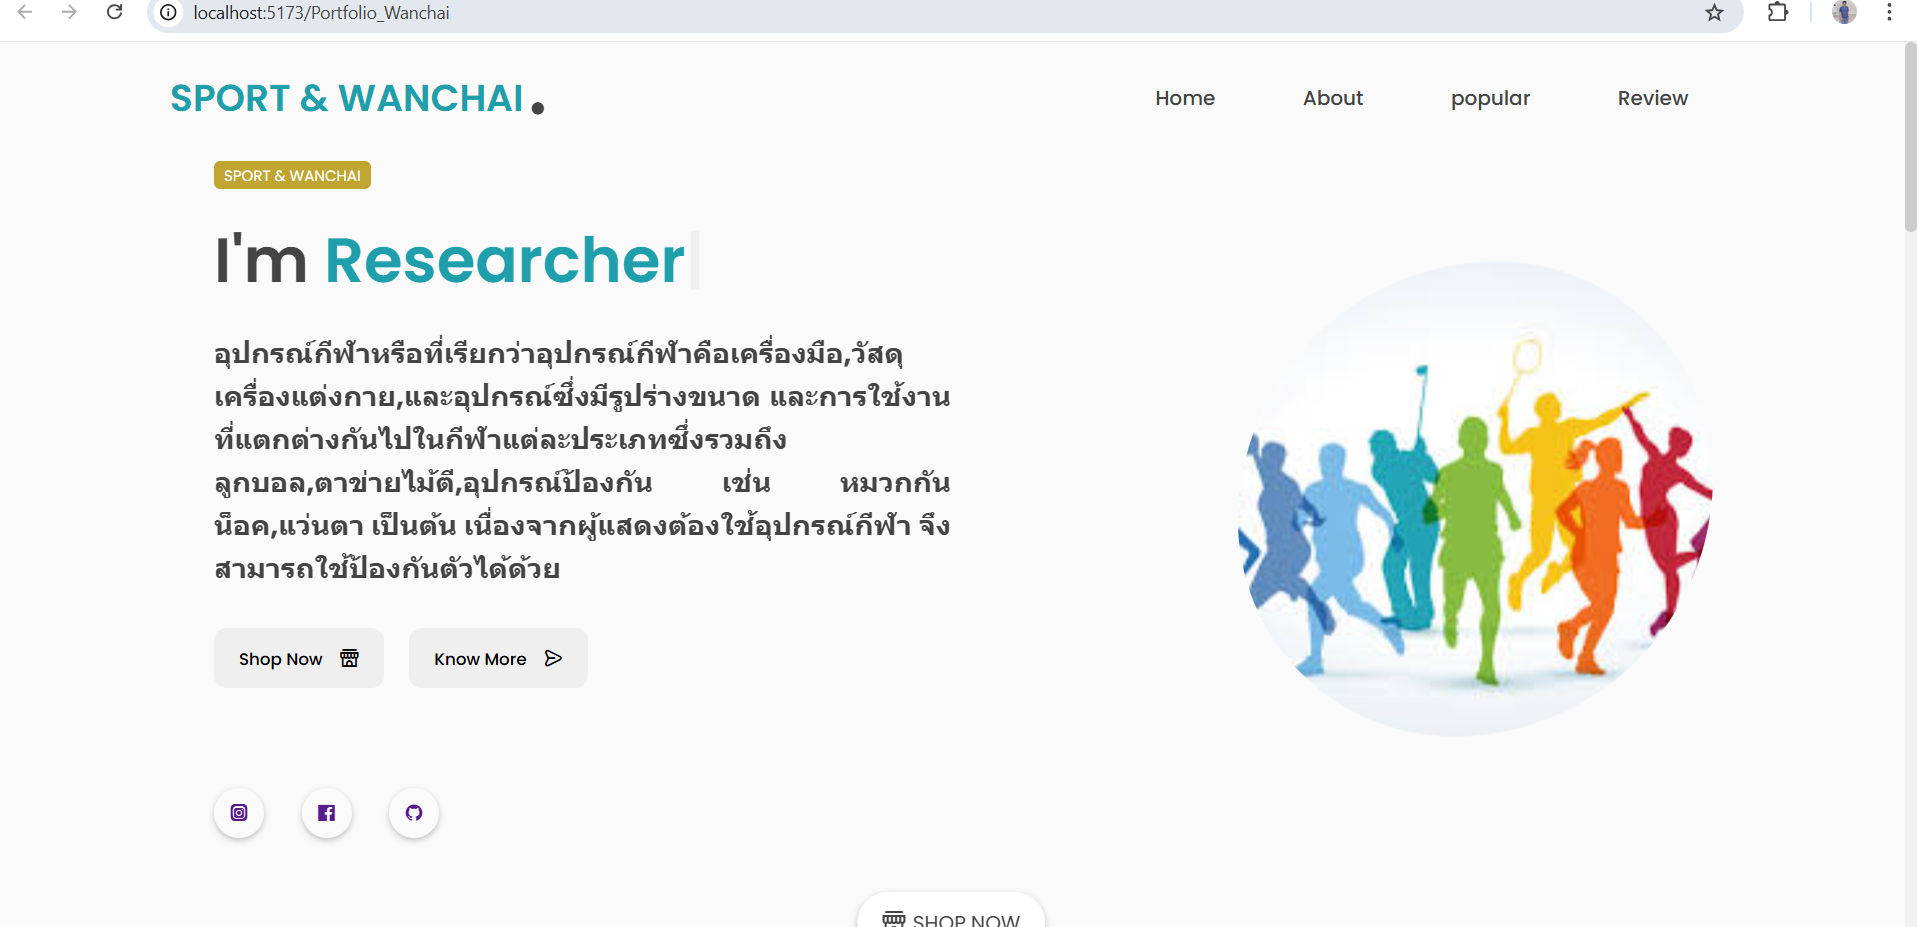 localhost:5173/Portfolio_Wanchai
SPORT & WANCHAI.
Home About popular Review
SPORT & WANCHAI
I'm Researcher
อุปกรณ์กีฬาหรือที่เรียกว่าอุปกรณ์กีฬาคือเครื่องมือ,วัสดุ
เครื่องแต่งกาย,และอุปกรณ์ซึ่งมีรูปร่างขนาด และการใช้งาน
ที่แตกต่างกันไปในกีฬาแต่ละประเภทซึ่งรวมถึง
ลูกบอล,ตาข่ายไม้ตี,อุปกรณ์ป้องกัน เช่น หมวกกัน
น็อค,แว่นตา เป็นต้น เนื่องจากผู้แสดงต้องใช้อุปกรณ์กีฬา จึง
สามารถใช้ป้องกันตัวได้ด้วย
Shop Now Know More
SHOP NOW